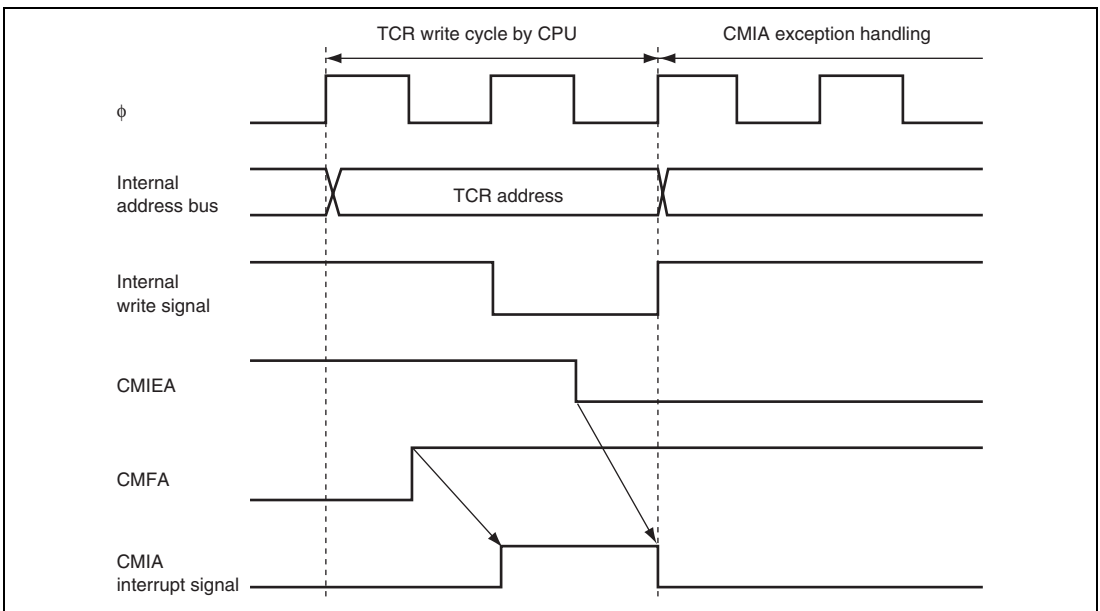 TCR write cycle by CPU
CMIA exception handling
ϕ
Internal
address bus
TCR address
Internal
write signal
CMIEA
CMFA
CMIA
interrupt signal